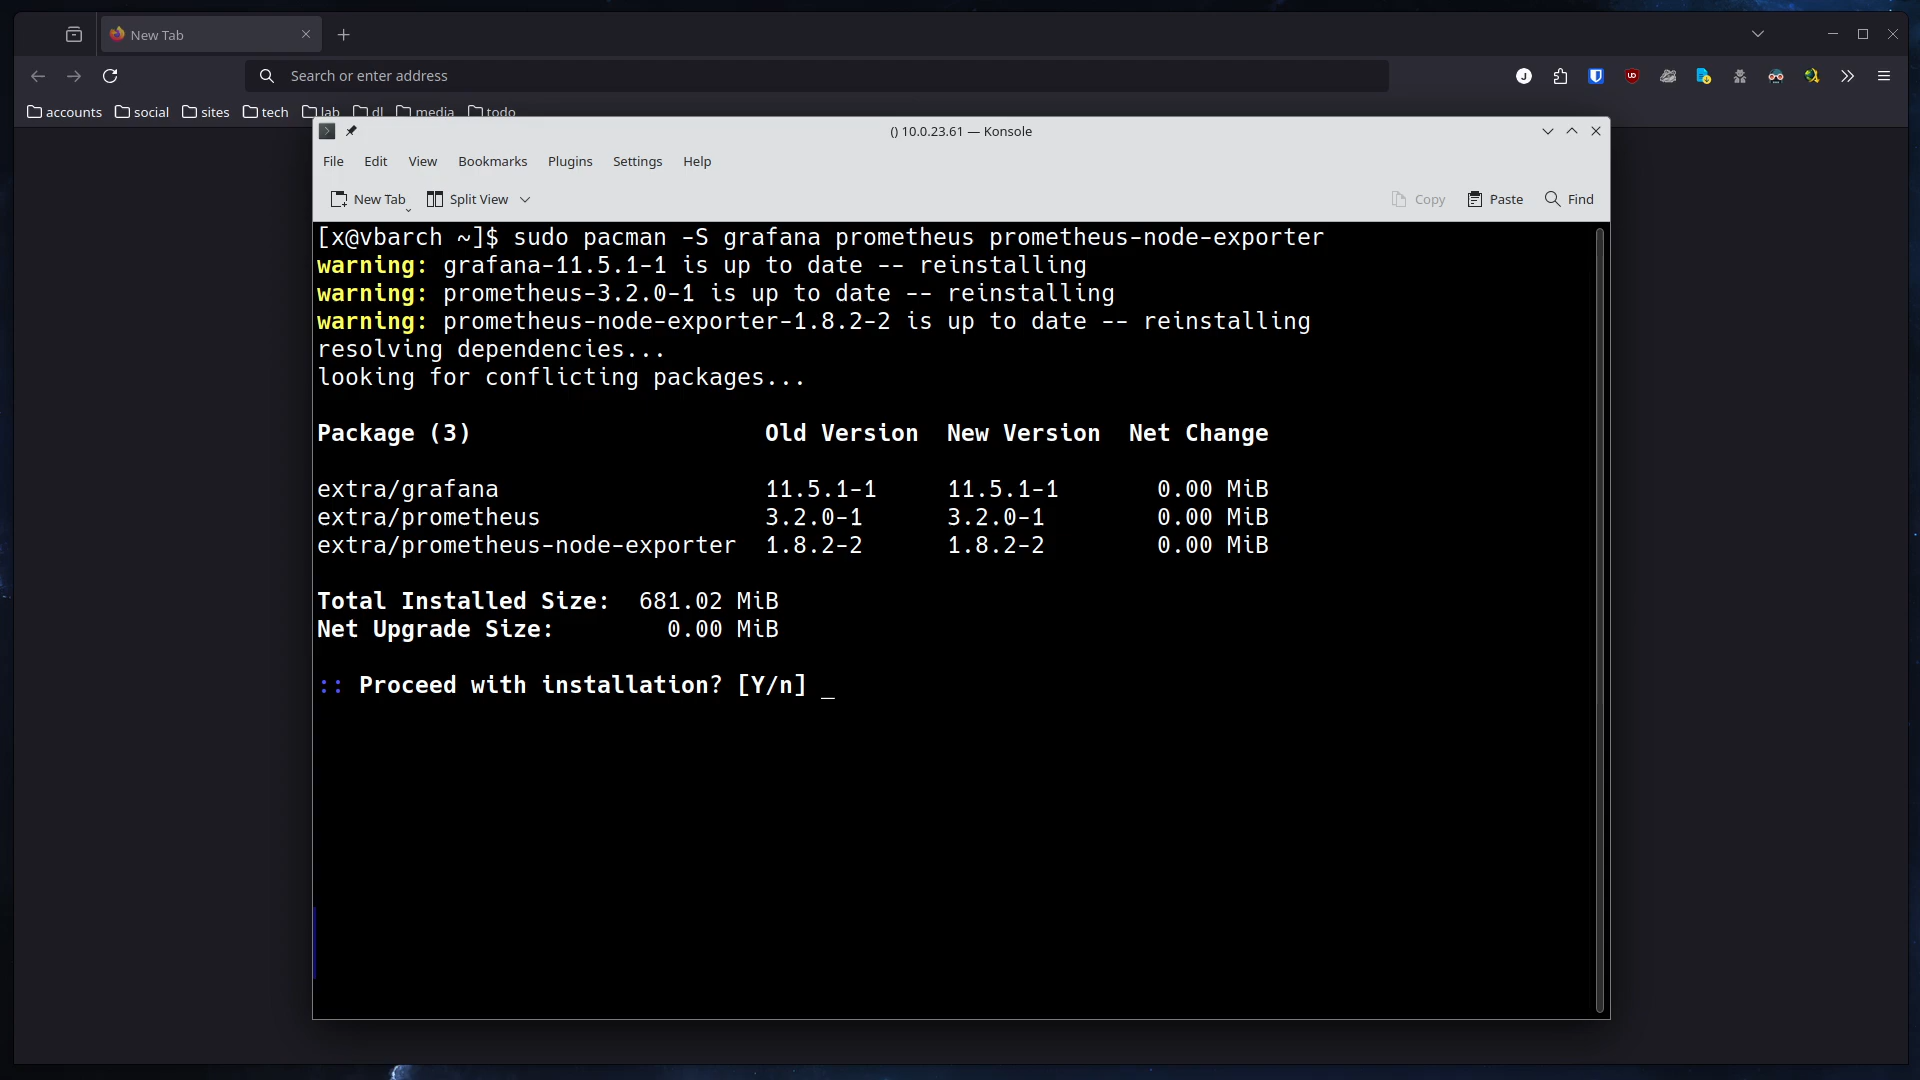 New Tab
Search or enter address
accounts social sites tech lab dl media todo
() 10.0.23.61 — Konsole
File Edit View Bookmarks Plugins Settings Help
New Tab Split View Copy Paste Find
[x@vbarch ~]$ sudo pacman -S grafana prometheus prometheus-node-exporter
warning: grafana-11.5.1-1 is up to date -- reinstalling
warning: prometheus-3.2.0-1 is up to date -- reinstalling
warning: prometheus-node-exporter-1.8.2-2 is up to date -- reinstalling
resolving dependencies...
looking for conflicting packages...
Package (3) Old Version New Version Net Change
extra/grafana 11.5.1-1 11.5.1-1 0.00 MiB
extra/prometheus 3.2.0-1 3.2.0-1 0.00 MiB
extra/prometheus-node-exporter 1.8.2-2 1.8.2-2 0.00 MiB
Total Installed Size: 681.02 MiB
Net Upgrade Size: 0.00 MiB
:: Proceed with installation? [Y/n] _